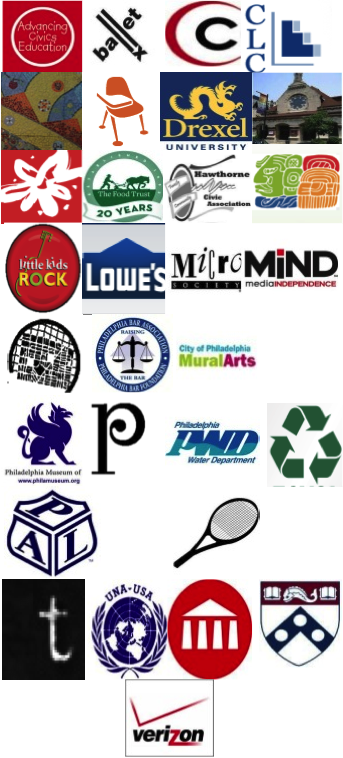 Advancing
Civics
Education
ballet
x
C
C
L
C
Drexel
UNIVERSITY
The Food Trust
20 YEARS
Hawthorne
Civic
Association
little kids
ROCK
LOWE'S
MicrO
SOCIETY
MiND
mediaINDEPENDENCE
PHILADELPHIA BAR ASSOCIATION
RAISING
THE BAR
PHILADELPHIA BAR FOUNDATION
City of Philadelphia
MuralArts
Philadelphia Museum of
www.philamuseum.org
p
Philadelphia
PWD
Water Department
P
A L
TM
t
UNA-USA
verizon